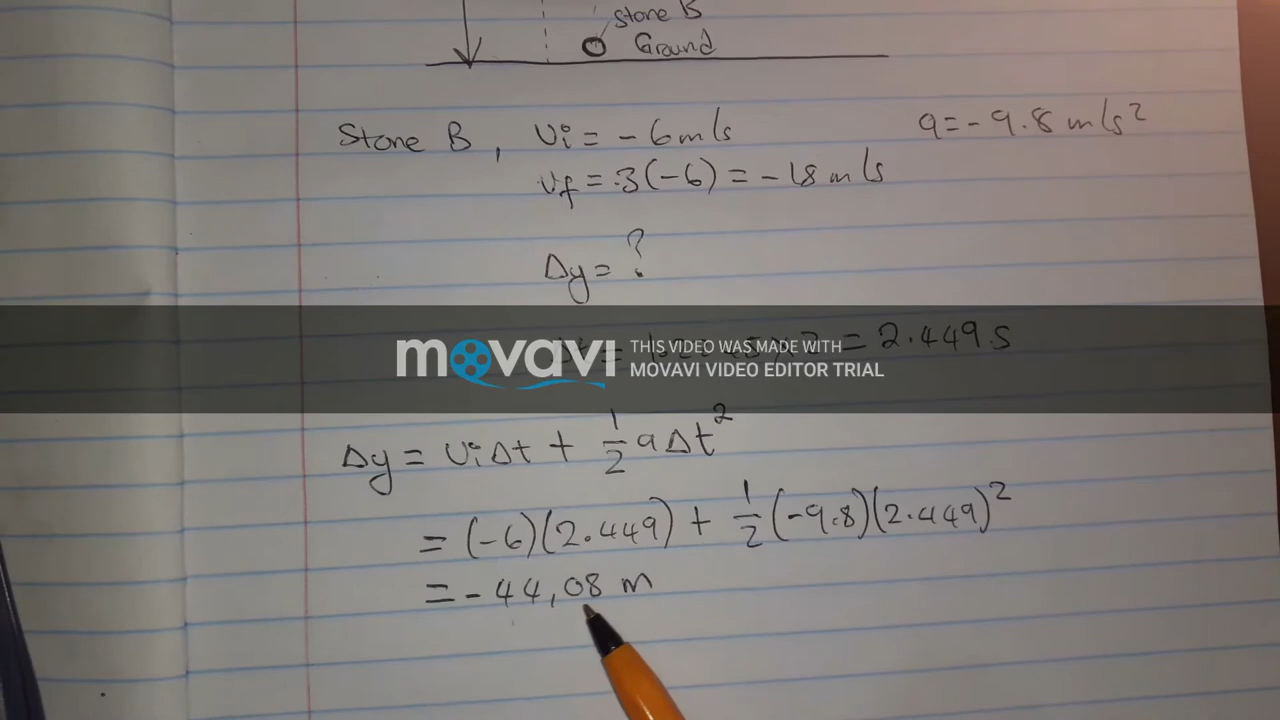 Stone B
Ground
Stone B, vi = -6m/s a = -9.8 m/s²
vf = 3(-6) = -18 m/s
Δy = ?
= 2.449 s
movavi THIS VIDEO WAS MADE WITH
MOVAVI VIDEO EDITOR TRIAL
Δy = viΔt + 1/2 aΔt²
= (-6)(2.449) + 1/2 (-9.8)(2.449)²
= -44,08 m